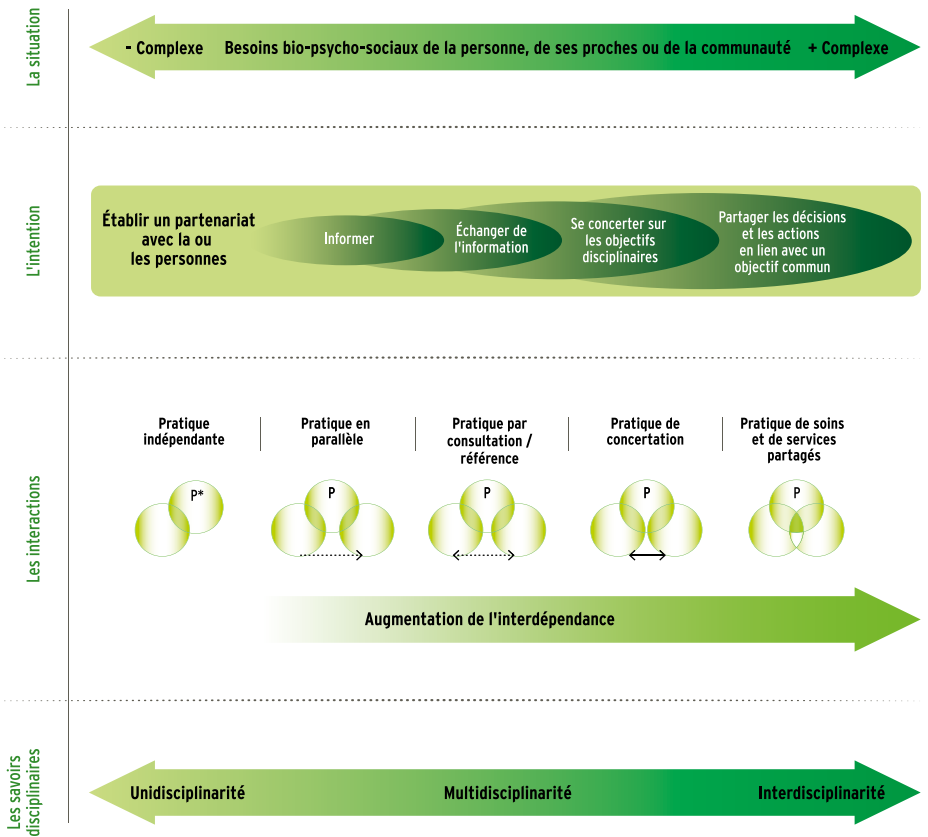 La situation
- Complexe
Besoins bio-psycho-sociaux de la personne, de ses proches ou de la communauté
+ Complexe
L'intention
Établir un partenariat
avec la ou
les personnes
Informer
Échanger de
l'information
Se concerter sur
les objectifs
disciplinaires
Partager les décisions
et les actions
en lien avec un
objectif commun
Les interactions
Pratique
indépendante
Pratique en
parallèle
Pratique par
consultation /
référence
Pratique de
concertation
Pratique de soins
et de services
partagés
P*
P
P
P
P
Augmentation de l'interdépendance
Les savoirs
disciplinaires
Unidisciplinarité
Multidisciplinarité
Interdisciplinarité